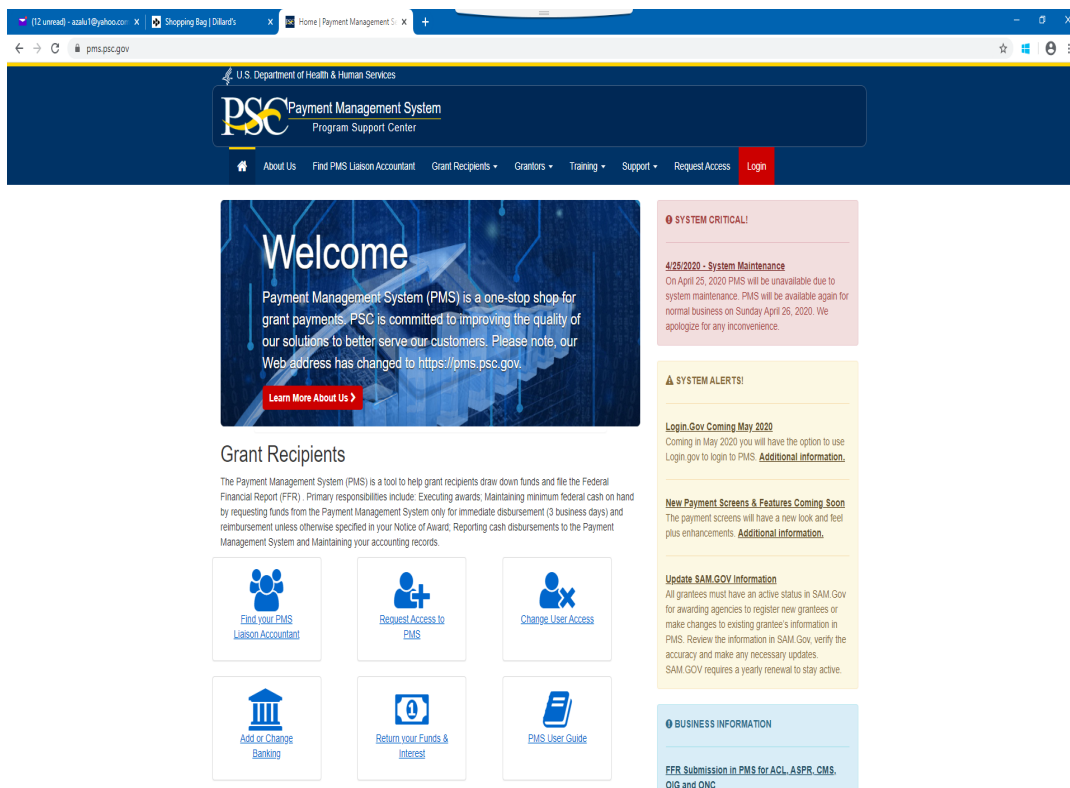 (12 unread) - azalu1@yahoo.com
Shopping Bag | Dillard's
Home | Payment Management S
pms.psc.gov
U.S. Department of Health & Human Services
PSC Payment Management System
Program Support Center
About Us Find PMS Liaison Accountant Grant Recipients Grantors Training Support Request Access Login
Welcome
Payment Management System (PMS) is a one-stop shop for
grant payments. PSC is committed to improving the quality of
our solutions to better serve our customers. Please note, our
Web address has changed to https://pms.psc.gov.
Learn More About Us
Grant Recipients
The Payment Management System (PMS) is a tool to help grant recipients draw down funds and file the Federal
Financial Report (FFR) . Primary responsibilities include: Executing awards; Maintaining minimum federal cash on hand
by requesting funds from the Payment Management System only for immediate disbursement (3 business days) and
reimbursement unless otherwise specified in your Notice of Award; Reporting cash disbursements to the Payment
Management System and Maintaining your accounting records.
Find your PMS
Liaison Accountant
Request Access to
PMS
Change User Access
Add or Change
Banking
Return your Funds &
Interest
PMS User Guide
SYSTEM CRITICAL!
4/25/2020 - System Maintenance
On April 25, 2020 PMS will be unavailable due to
system maintenance. PMS will be available again for
normal business on Sunday April 26, 2020. We
apologize for any inconvenience.
SYSTEM ALERTS!
Login.Gov Coming May 2020
Coming in May 2020 you will have the option to use
Login.gov to login to PMS. Additional information.
New Payment Screens & Features Coming Soon
The payment screens will have a new look and feel
plus enhancements. Additional information.
Update SAM.GOV Information
All grantees must have an active status in SAM.Gov
for awarding agencies to register new grantees or
make changes to existing grantee's information in
PMS. Review the information in SAM.Gov, verify the
accuracy and make any necessary updates.
SAM.GOV requires a yearly renewal to stay active.
BUSINESS INFORMATION
FFR Submission in PMS for ACL, ASPR, CMS,
OIG and ONC